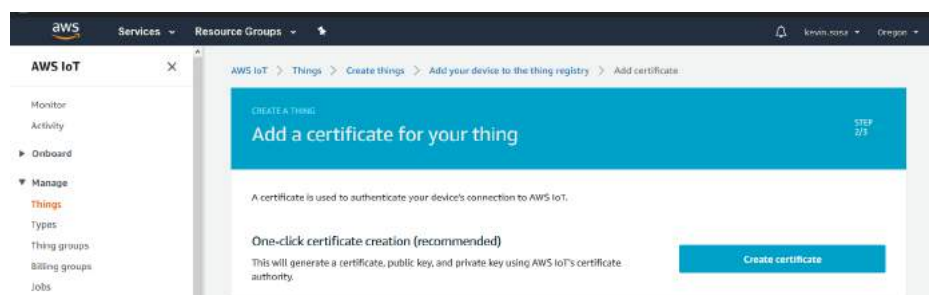 aws Services Resource Groups kevin.sosa Oregon
AWS IoT
Monitor
Activity
Onboard
Manage
Things
Types
Thing groups
Billing groups
Jobs
AWS IoT > Things > Create things > Add your device to the thing registry > Add certificate
CREATE A THING
Add a certificate for your thing
STEP
2/3
A certificate is used to authenticate your device's connection to AWS IoT.
One-click certificate creation (recommended)
This will generate a certificate, public key, and private key using AWS IoT's certificate
authority.
Create certificate